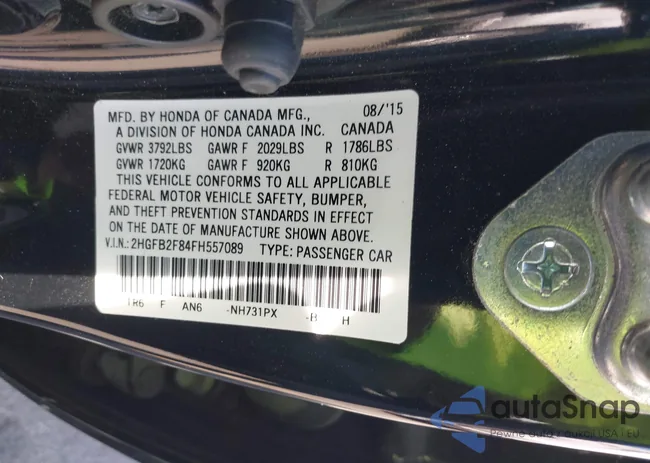 MFD. BY HONDA OF CANADA MFG., 08/'15
A DIVISION OF HONDA CANADA INC. CANADA
GVWR 3792LBS GAWR F 2029LBS R 1786LBS
GVWR 1720KG GAWR F 920KG R 810KG
THIS VEHICLE CONFORMS TO ALL APPLICABLE
FEDERAL MOTOR VEHICLE SAFETY, BUMPER,
AND THEFT PREVENTION STANDARDS IN EFFECT
ON THE DATE OF MANUFACTURE SHOWN ABOVE.
V.I.N.: 2HGFB2F84FH557089 TYPE: PASSENGER CAR
TR6 F AN6 -NH731PX -B H
autaSnap